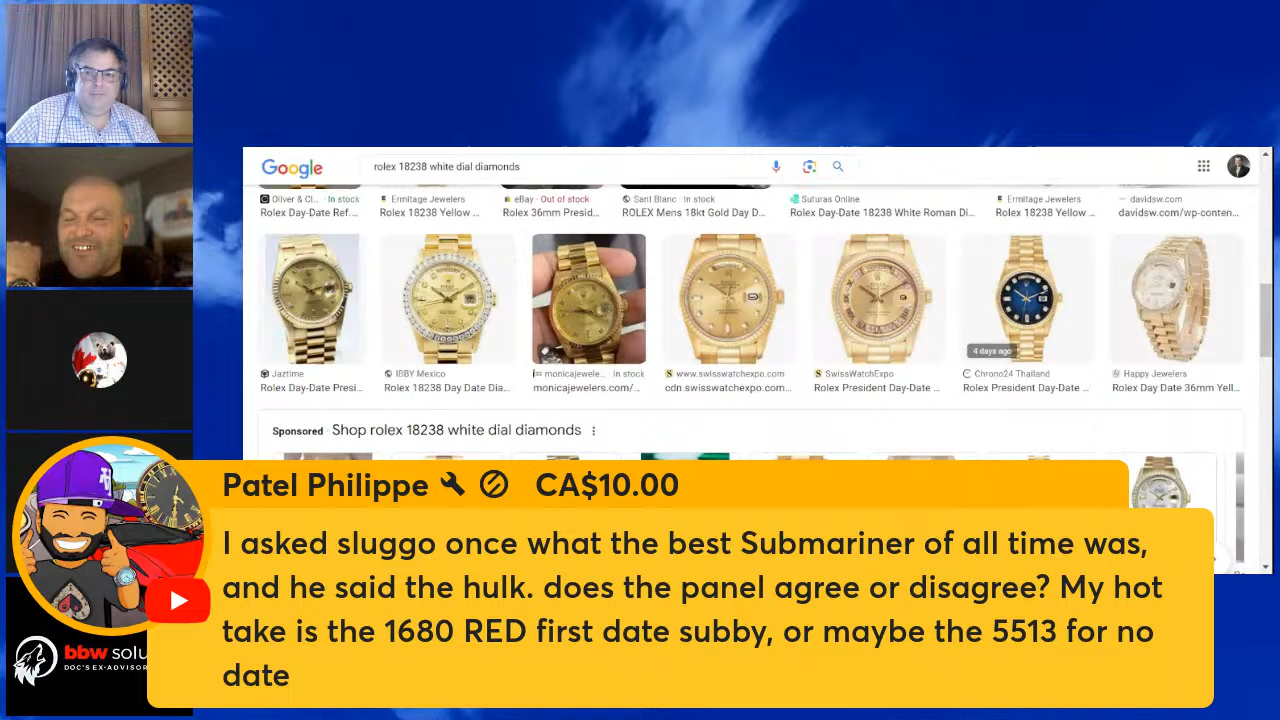 Google
rolex 18238 white dial diamonds
Oliver & Cl... · In stock
Rolex Day-Date Ref....
Ermitage Jewelers
Rolex 18238 Yellow ...
eBay · Out of stock
Rolex 36mm Presid...
Sant Blanc · In stock
ROLEX Mens 18kt Gold Day D...
Suturas Online
Rolex Day-Date 18238 White Roman Di...
Ermitage Jewelers
Rolex 18238 Yellow ...
davidsw.com
davidsw.com/wp-conten...
4 days ago
Jaztime
Rolex Day-Date Presi...
IBBY Mexico
Rolex 18238 Day Date Dia...
monicajewele... · In stock
monicajewelers.com/...
www.swisswatchexpo.com
cdn.swisswatchexpo.com...
SwissWatchExpo
Rolex President Day-Date ...
Chrono24 Thailand
Rolex President Day-Date ...
Happy Jewelers
Rolex Day Date 36mm Yell...
Sponsored · Shop rolex 18238 white dial diamonds
Patel Philippe CA$10.00
I asked sluggo once what the best Submariner of all time was,
and he said the hulk. does the panel agree or disagree? My hot
take is the 1680 RED first date subby, or maybe the 5513 for no
date
bbw solu
DOC'S EX-ADVISOR